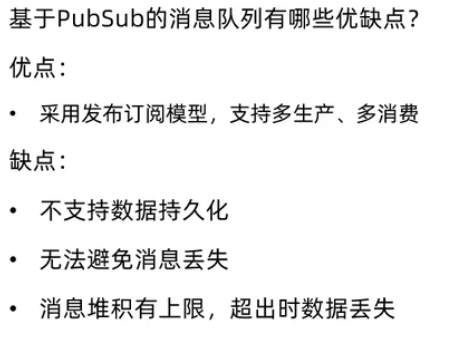 基于PubSub的消息队列有哪些优缺点？
优点：
• 采用发布订阅模型，支持多生产、多消费
缺点：
• 不支持数据持久化
• 无法避免消息丢失
• 消息堆积有上限，超出时数据丢失